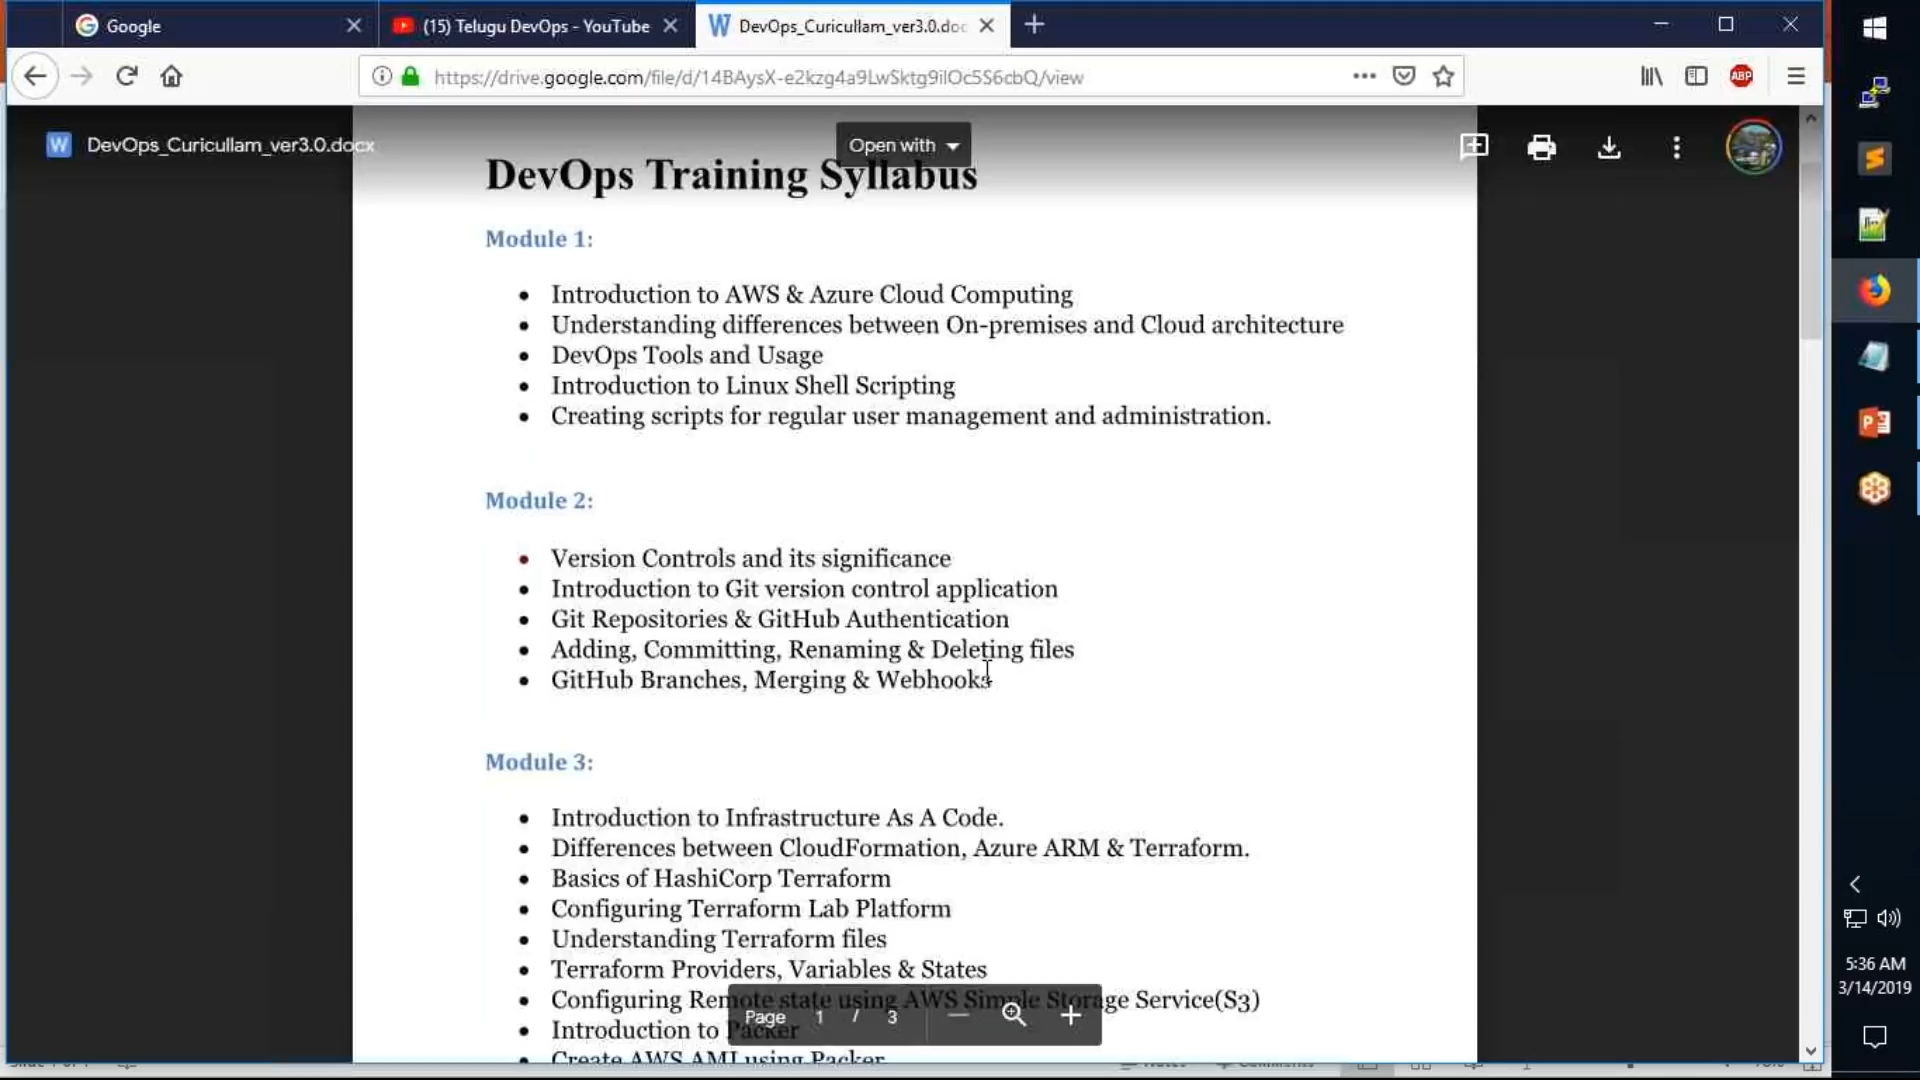 Google
(15) Telugu DevOps - YouTube
DevOps_Curicullam_ver3.0.doc
https://drive.google.com/file/d/14BAysX-e2kzg4a9LwSktg9ilOc5S6cbQ/view
ABP
DevOps_Curicullam_ver3.0.docx
Open with
DevOps Training Syllabus
Module 1:
• Introduction to AWS & Azure Cloud Computing
• Understanding differences between On-premises and Cloud architecture
• DevOps Tools and Usage
• Introduction to Linux Shell Scripting
• Creating scripts for regular user management and administration.
Module 2:
• Version Controls and its significance
• Introduction to Git version control application
• Git Repositories & GitHub Authentication
• Adding, Committing, Renaming & Deleting files
• GitHub Branches, Merging & Webhooks
Module 3:
• Introduction to Infrastructure As A Code.
• Differences between CloudFormation, Azure ARM & Terraform.
• Basics of HashiCorp Terraform
• Configuring Terraform Lab Platform
• Understanding Terraform files
• Terraform Providers, Variables & States
• Configuring Remote state using AWS Simple Storage Service(S3)
• Introduction to Packer
• Create AWS AMI using Packer
Page 1 / 3
5:36 AM
3/14/2019